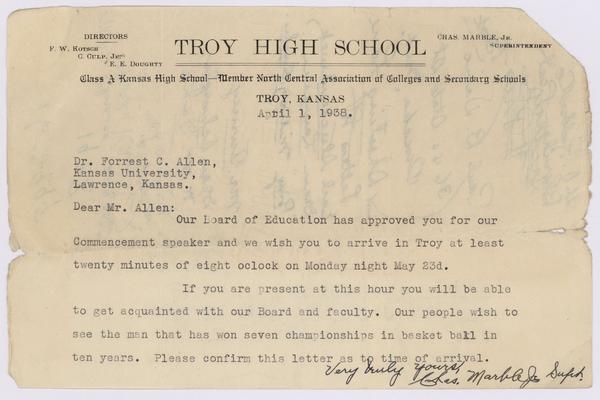 DIRECTORS
F. W. KOTSCH
C. CULP, JR.
E. E. DOUGHTY
TROY HIGH SCHOOL
CHAS. MARBLE, JR.
SUPERINTENDENT
Class A Kansas High School—Member North Central Association of Colleges and Secondary Schools
TROY, KANSAS
April 1, 1938.
Dr. Forrest C. Allen,
Kansas University,
Lawrence, Kansas.
Dear Mr. Allen:
Our Board of Education has approved you for our
Commencement speaker and we wish you to arrive in Troy at least
twenty minutes of eight oclock on Monday night May 23d.
If you are present at this hour you will be able
to get acquainted with our Board and faculty. Our people wish to
see the man that has won seven championships in basket ball in
ten years. Please confirm this letter as to time of arrival.
Very truly yours,
Chas. Marble Jr Supt.